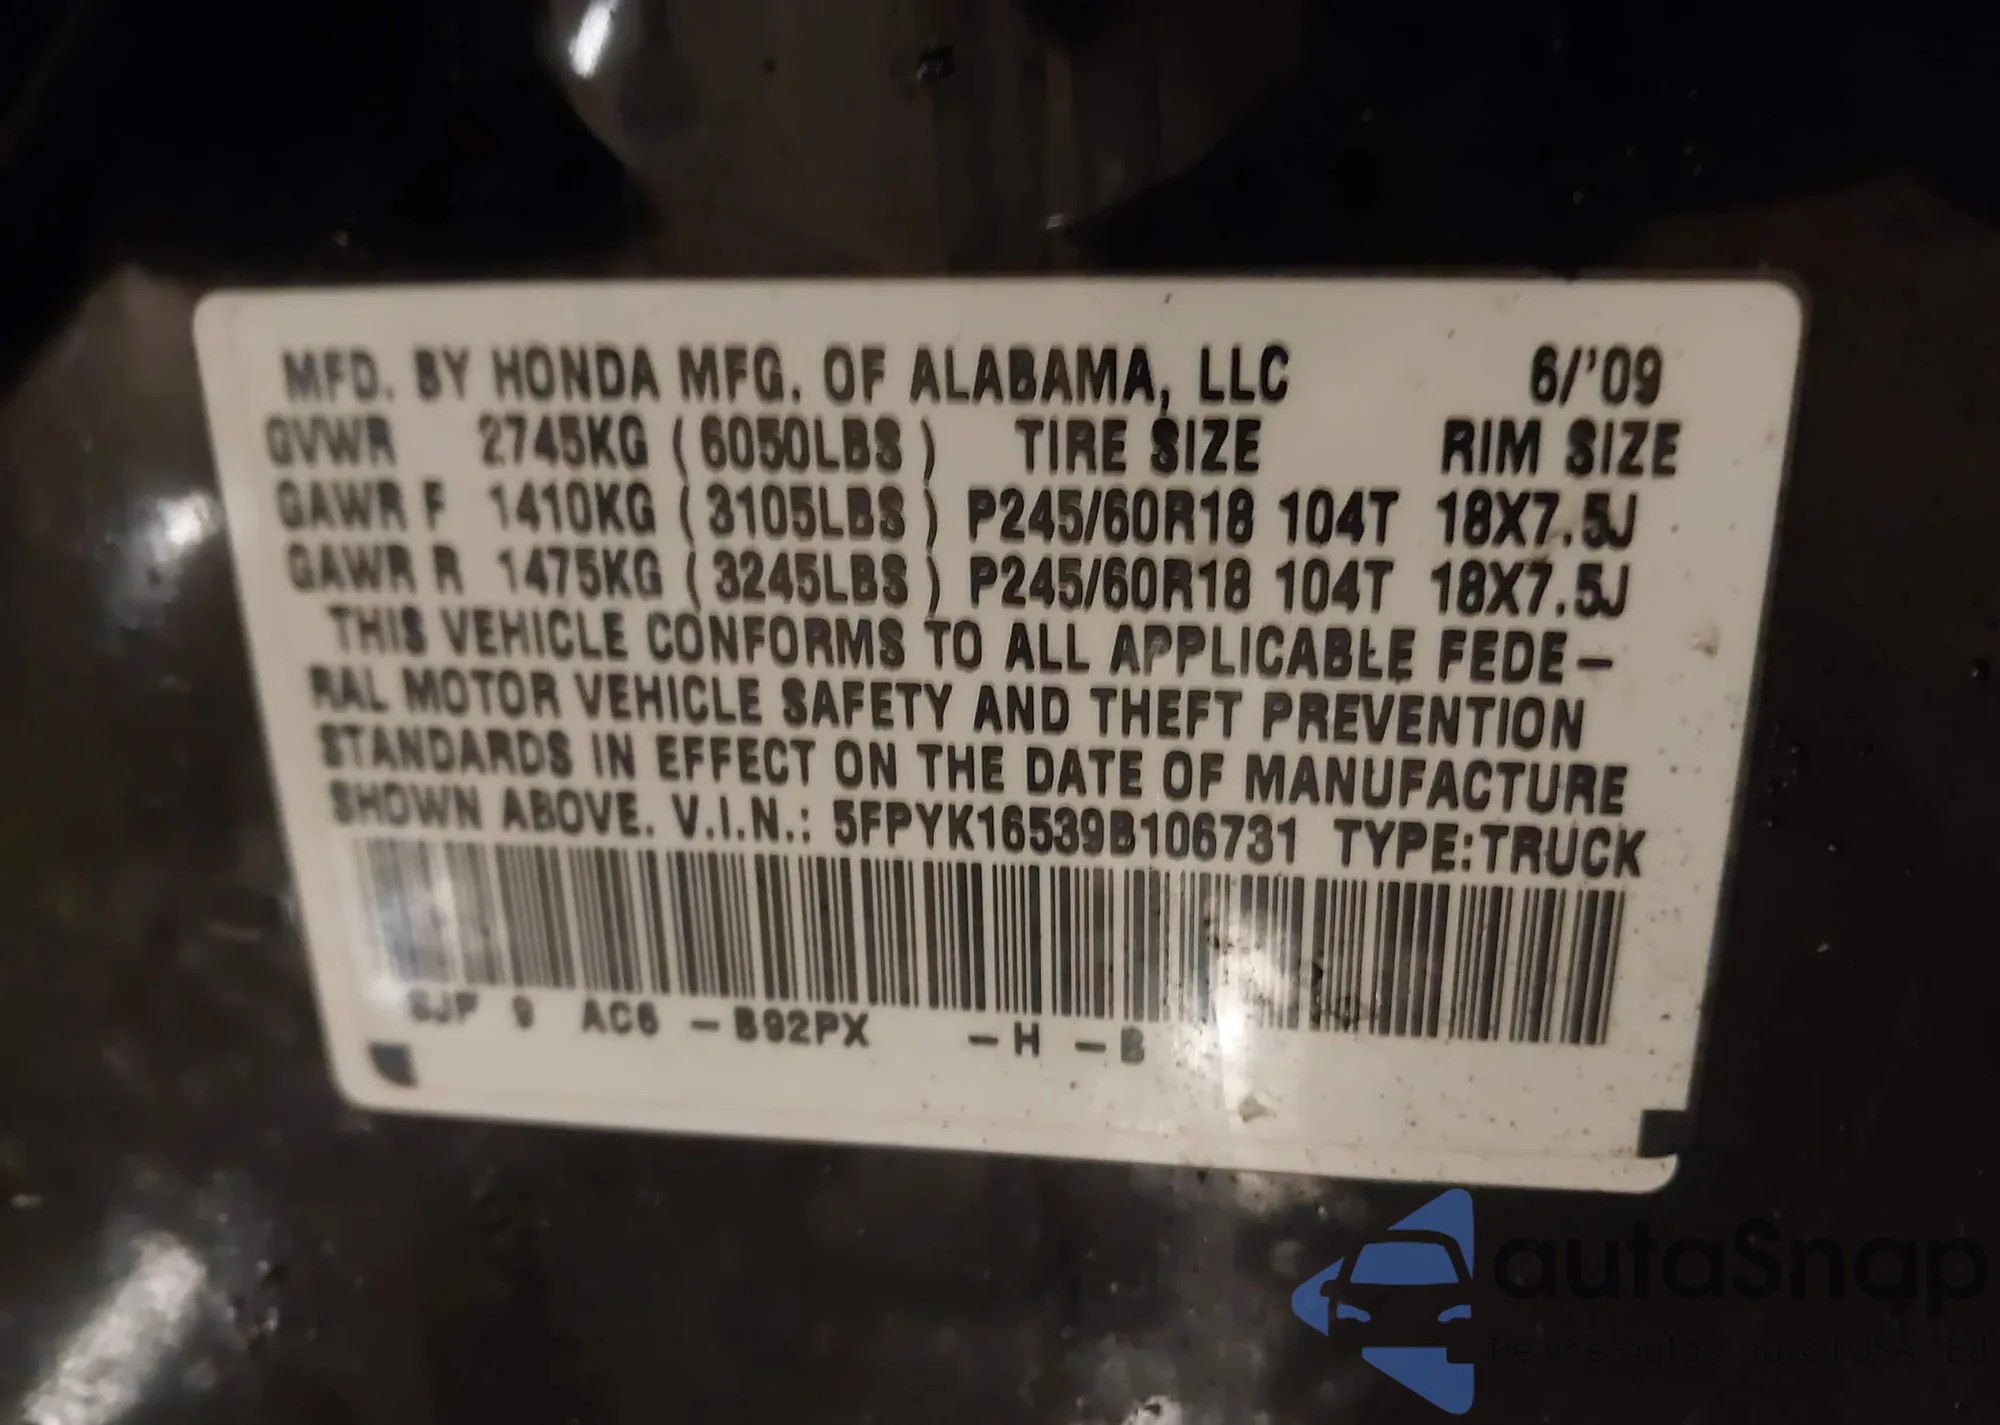 MFD. BY HONDA MFG. OF ALABAMA, LLC 6/'09
GVWR 2745KG (6050LBS) TIRE SIZE RIM SIZE
GAWR F 1410KG (3105LBS) P245/60R18 104T 18X7.5J
GAWR R 1475KG (3245LBS) P245/60R18 104T 18X7.5J
THIS VEHICLE CONFORMS TO ALL APPLICABLE FEDE-
RAL MOTOR VEHICLE SAFETY AND THEFT PREVENTION
STANDARDS IN EFFECT ON THE DATE OF MANUFACTURE
SHOWN ABOVE. V.I.N.: 5FPYK16539B106731 TYPE:TRUCK
SJP 9 AC6 -B92PX -H -B
autaSnap